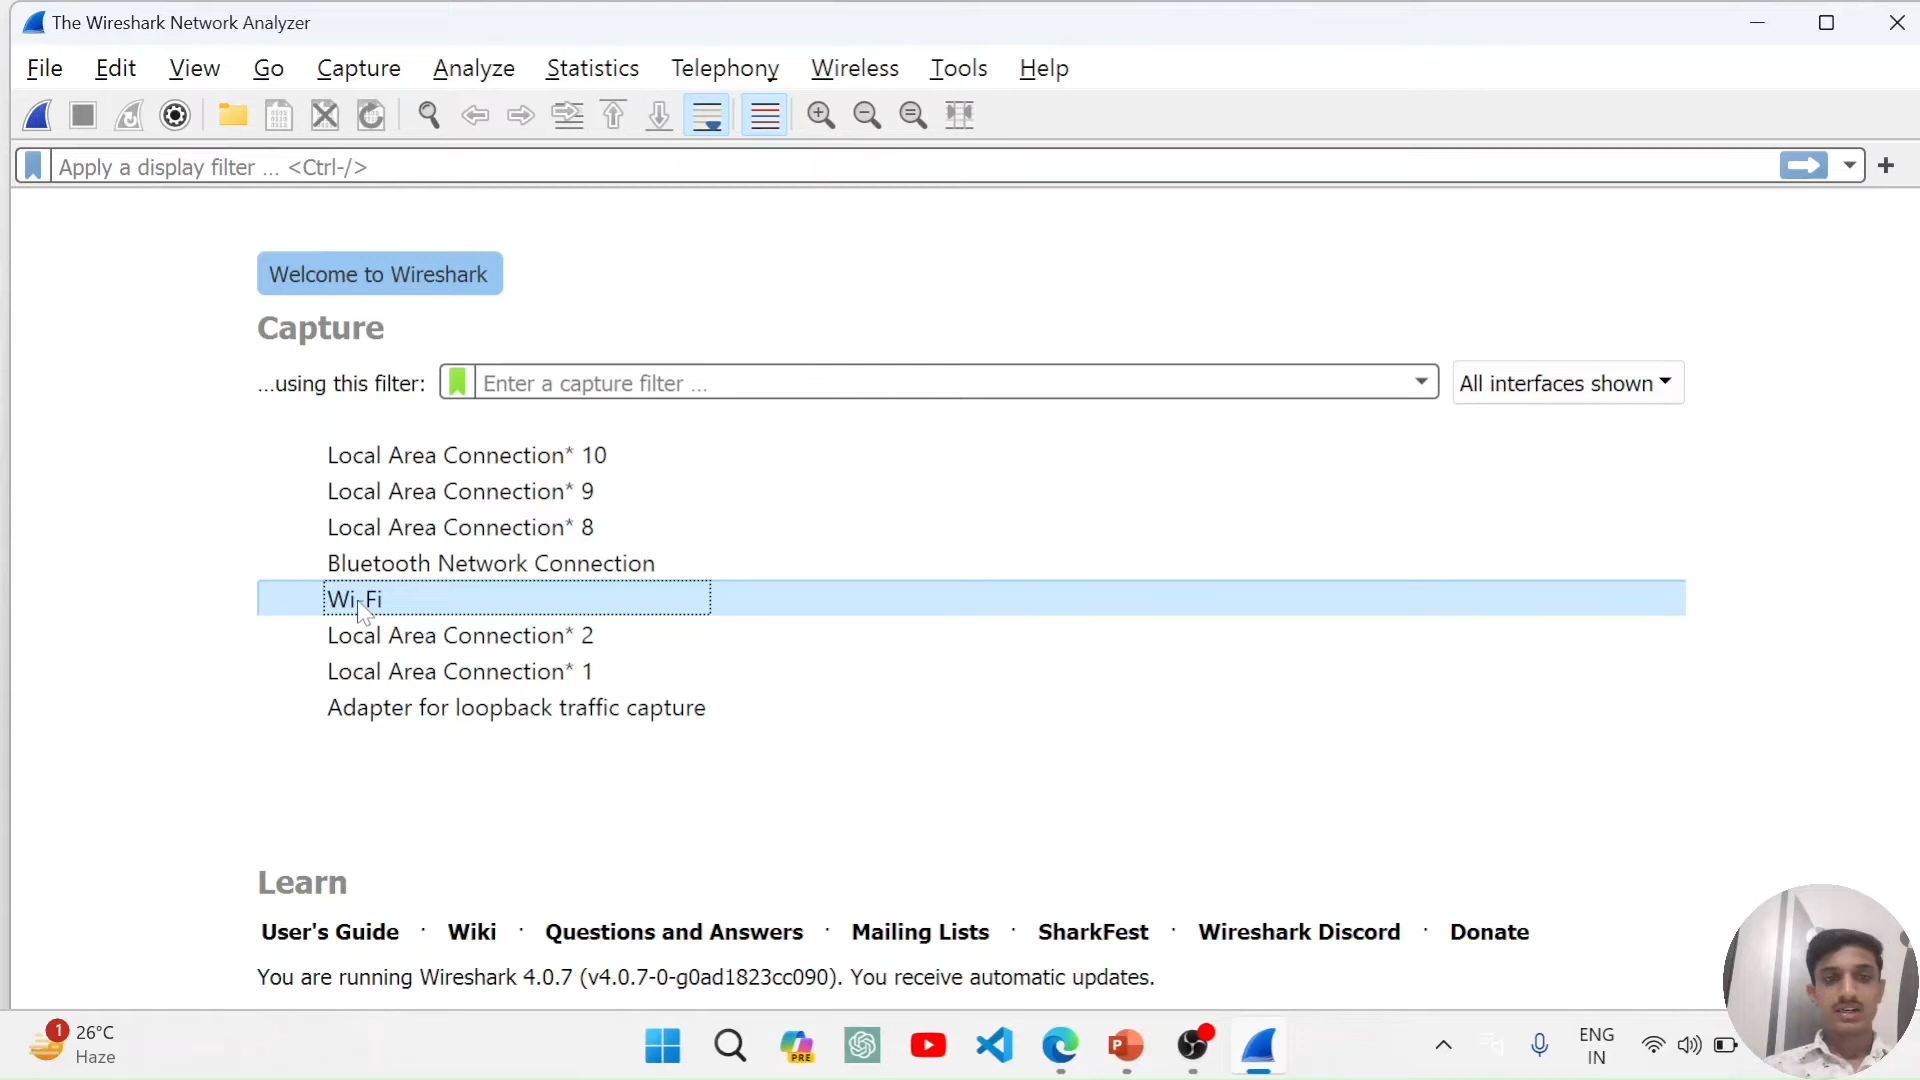 The Wireshark Network Analyzer
File Edit View Go Capture Analyze Statistics Telephony Wireless Tools Help
Apply a display filter ... <Ctrl-/>
Welcome to Wireshark
Capture
...using this filter: Enter a capture filter ... All interfaces shown
Local Area Connection* 10
Local Area Connection* 9
Local Area Connection* 8
Bluetooth Network Connection
Wi-Fi
Local Area Connection* 2
Local Area Connection* 1
Adapter for loopback traffic capture
Learn
User's Guide · Wiki · Questions and Answers · Mailing Lists · SharkFest · Wireshark Discord · Donate
You are running Wireshark 4.0.7 (v4.0.7-0-g0ad1823cc090). You receive automatic updates.
1 26°C
Haze
PRE
P
ENG
IN